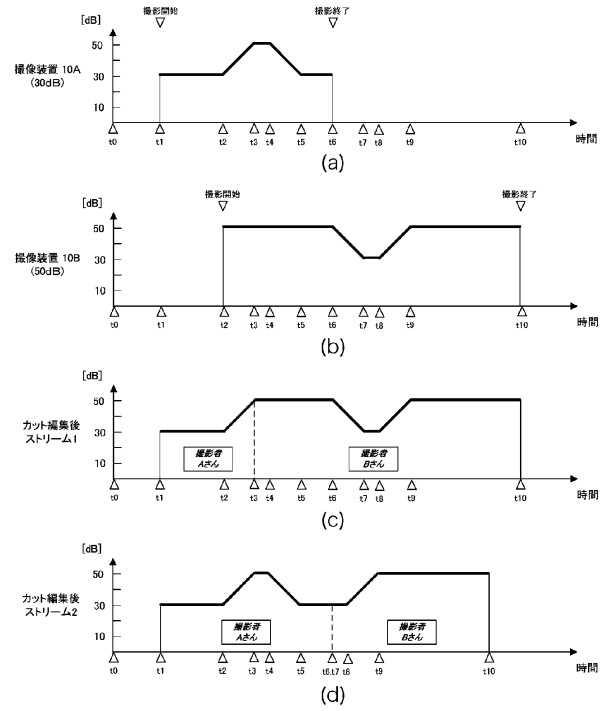 撮影開始 撮影終了
[dB]
50
30
10
撮像装置 10A
(30dB)
t0 t1 t2 t3 t4 t5 t6 t7 t8 t9 t10 時間
(a)
撮影開始 撮影終了
[dB]
50
30
10
撮像装置 10B
(50dB)
t0 t1 t2 t3 t4 t5 t6 t7 t8 t9 t10 時間
(b)
[dB]
50
30
10
カット編集後
ストリーム1
撮影者
Aさん
撮影者
Bさん
t0 t1 t2 t3 t4 t5 t6 t7 t8 t9 t10 時間
(c)
[dB]
50
30
10
カット編集後
ストリーム2
撮影者
Aさん
撮影者
Bさん
t0 t1 t2 t3 t4 t5 t6,t7 t8 t9 t10 時間
(d)